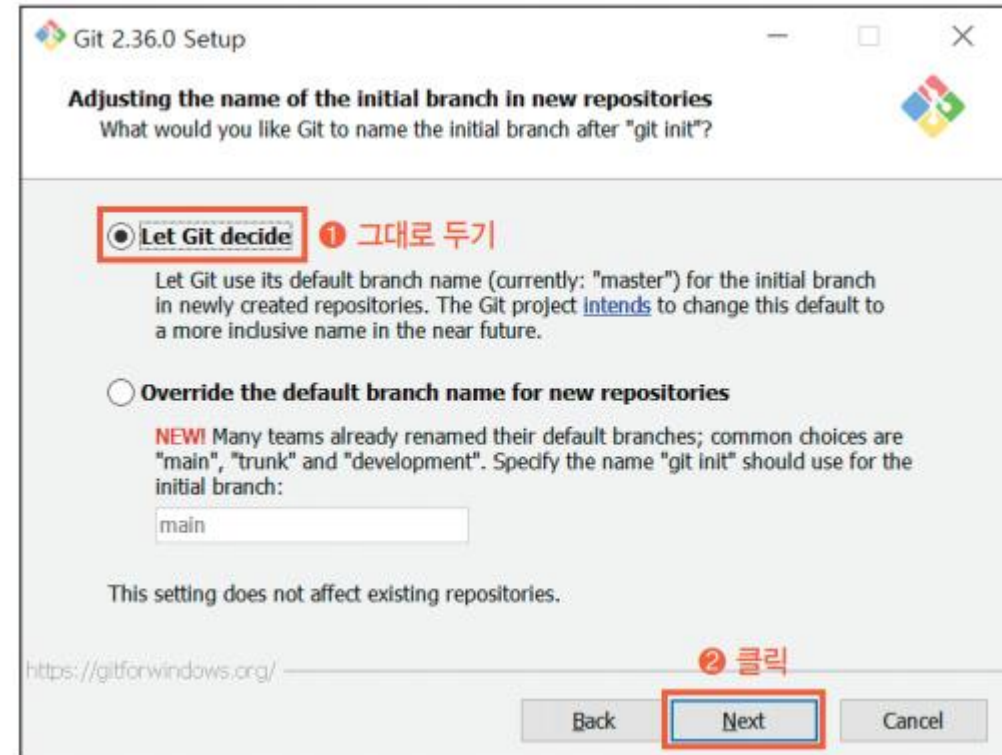 Git 2.36.0 Setup
Adjusting the name of the initial branch in new repositories
What would you like Git to name the initial branch after "git init"?
Let Git decide ❶ 그대로 두기
Let Git use its default branch name (currently: "master") for the initial branch
in newly created repositories. The Git project intends to change this default to
a more inclusive name in the near future.
Override the default branch name for new repositories
NEW! Many teams already renamed their default branches; common choices are
"main", "trunk" and "development". Specify the name "git init" should use for the
initial branch:
main
This setting does not affect existing repositories.
https://gitforwindows.org/
❷ 클릭
Back Next Cancel